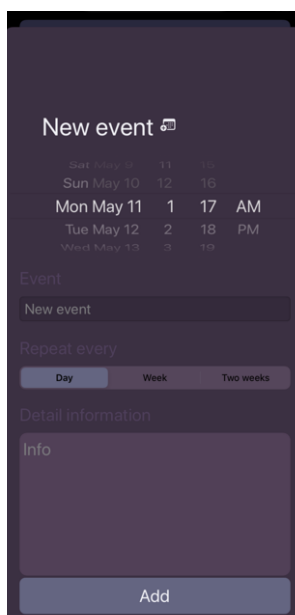 New event
Sat May 9 11 15
Sun May 10 12 16
Mon May 11 1 17 AM
Tue May 12 2 18 PM
Wed May 13 3 19
Event
New event
Repeat every
Day Week Two weeks
Detail information
Info
Add